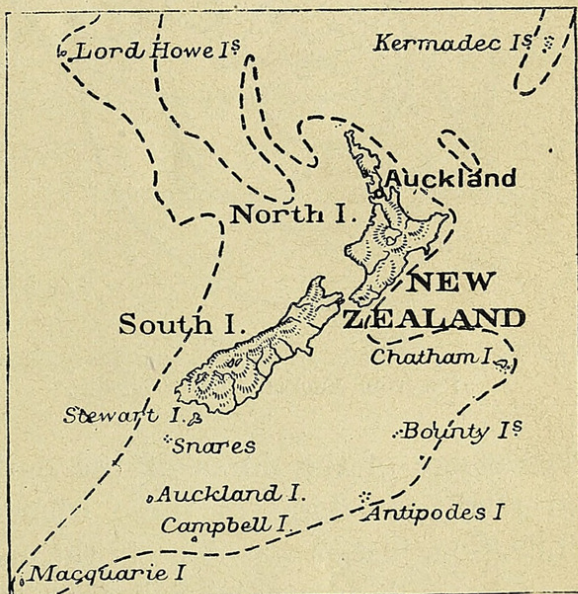 Lord Howe Is
Kermadec Is
Auckland
North I.
NEW
ZEALAND
South I.
Chatham I.
Stewart I.
Snares
Bounty Is
Auckland I.
Antipodes I
Campbell I.
Macquarie I